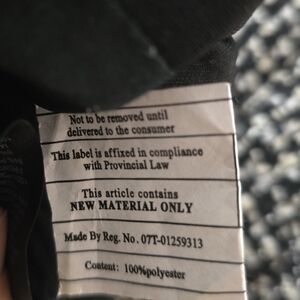 Not to be removed until
delivered to the consumer
This label is affixed in compliance
with Provincial Law
This article contains
NEW MATERIAL ONLY
Made By Reg. No. 07T-01259313
Content: 100%polyester